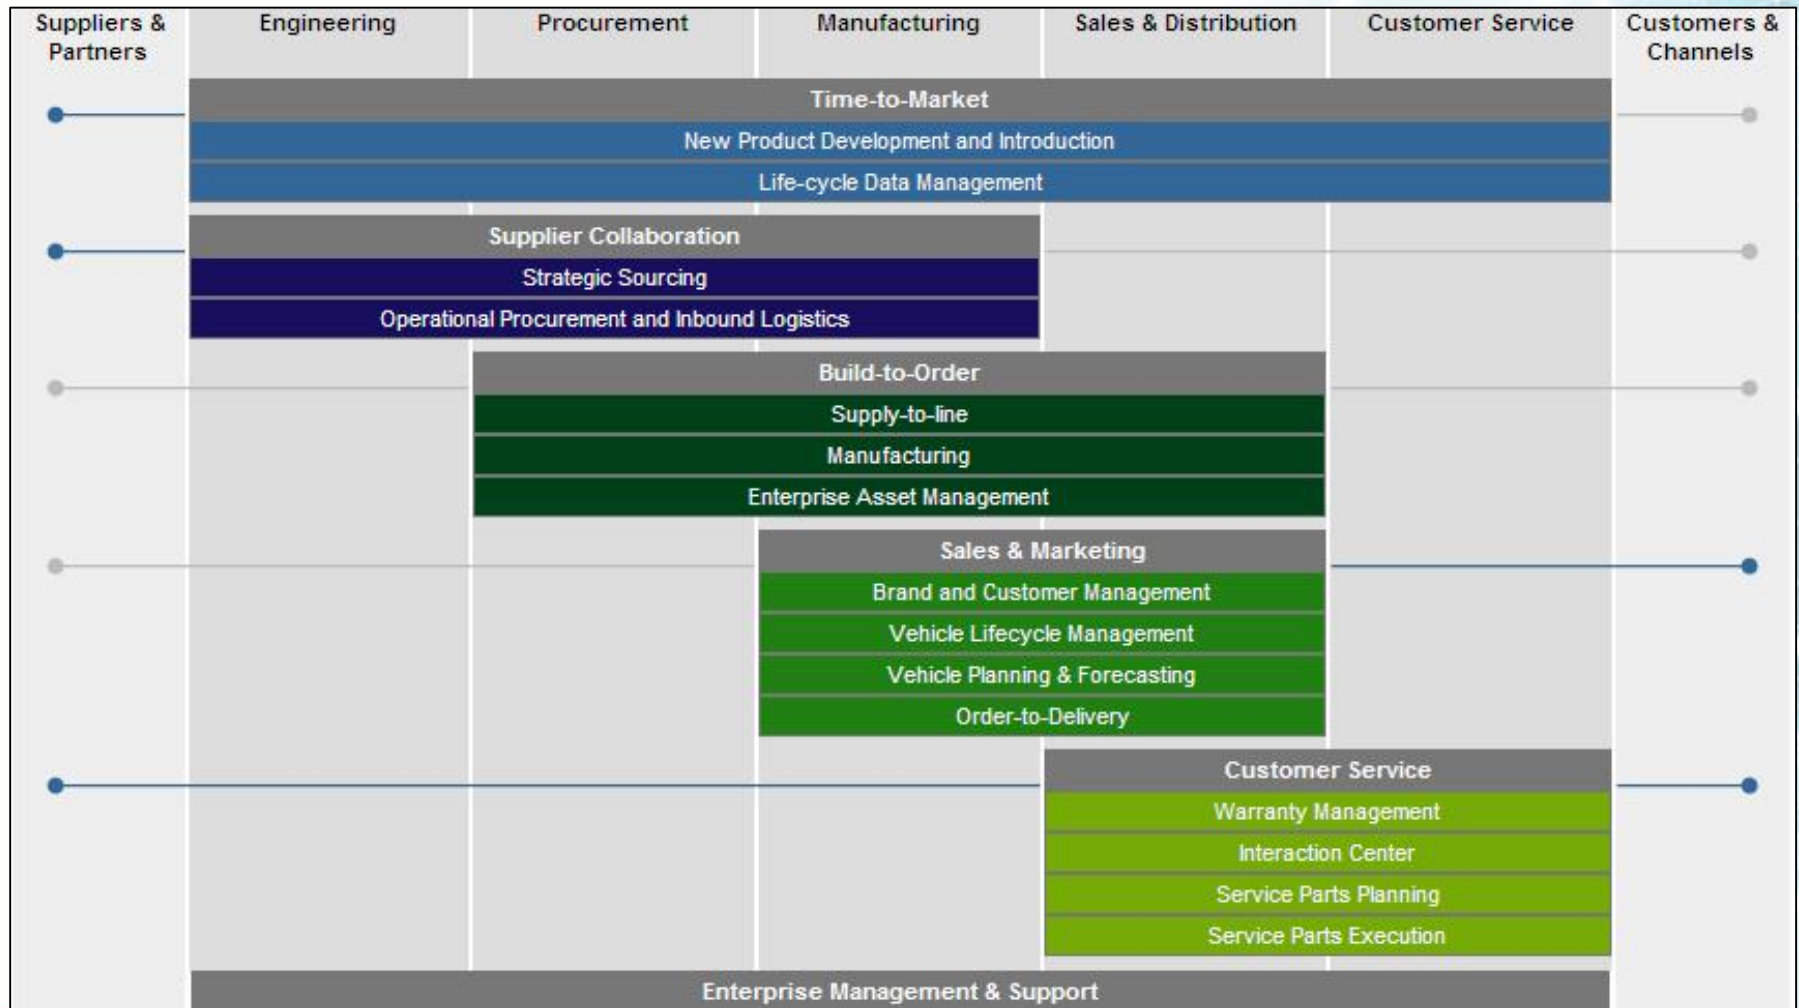 Suppliers &
Partners
Engineering
Procurement
Manufacturing
Sales & Distribution
Customer Service
Customers &
Channels
Time-to-Market
New Product Development and Introduction
Life-cycle Data Management
Supplier Collaboration
Strategic Sourcing
Operational Procurement and Inbound Logistics
Build-to-Order
Supply-to-line
Manufacturing
Enterprise Asset Management
Sales & Marketing
Brand and Customer Management
Vehicle Lifecycle Management
Vehicle Planning & Forecasting
Order-to-Delivery
Customer Service
Warranty Management
Interaction Center
Service Parts Planning
Service Parts Execution
Enterprise Management & Support